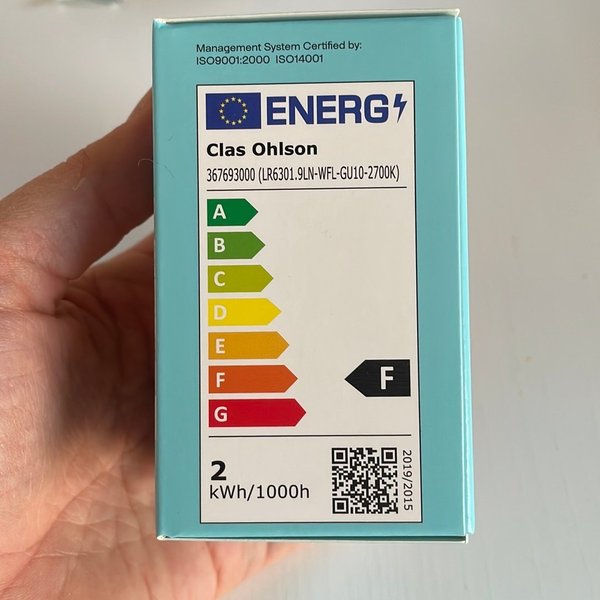 Management System Certified by:
ISO9001:2000 ISO14001
ENERG
Clas Ohlson
367693000 (LR6301.9LN-WFL-GU10-2700K)
A
B
C
D
E
F
F
G
2
kWh/1000h
2019/2015